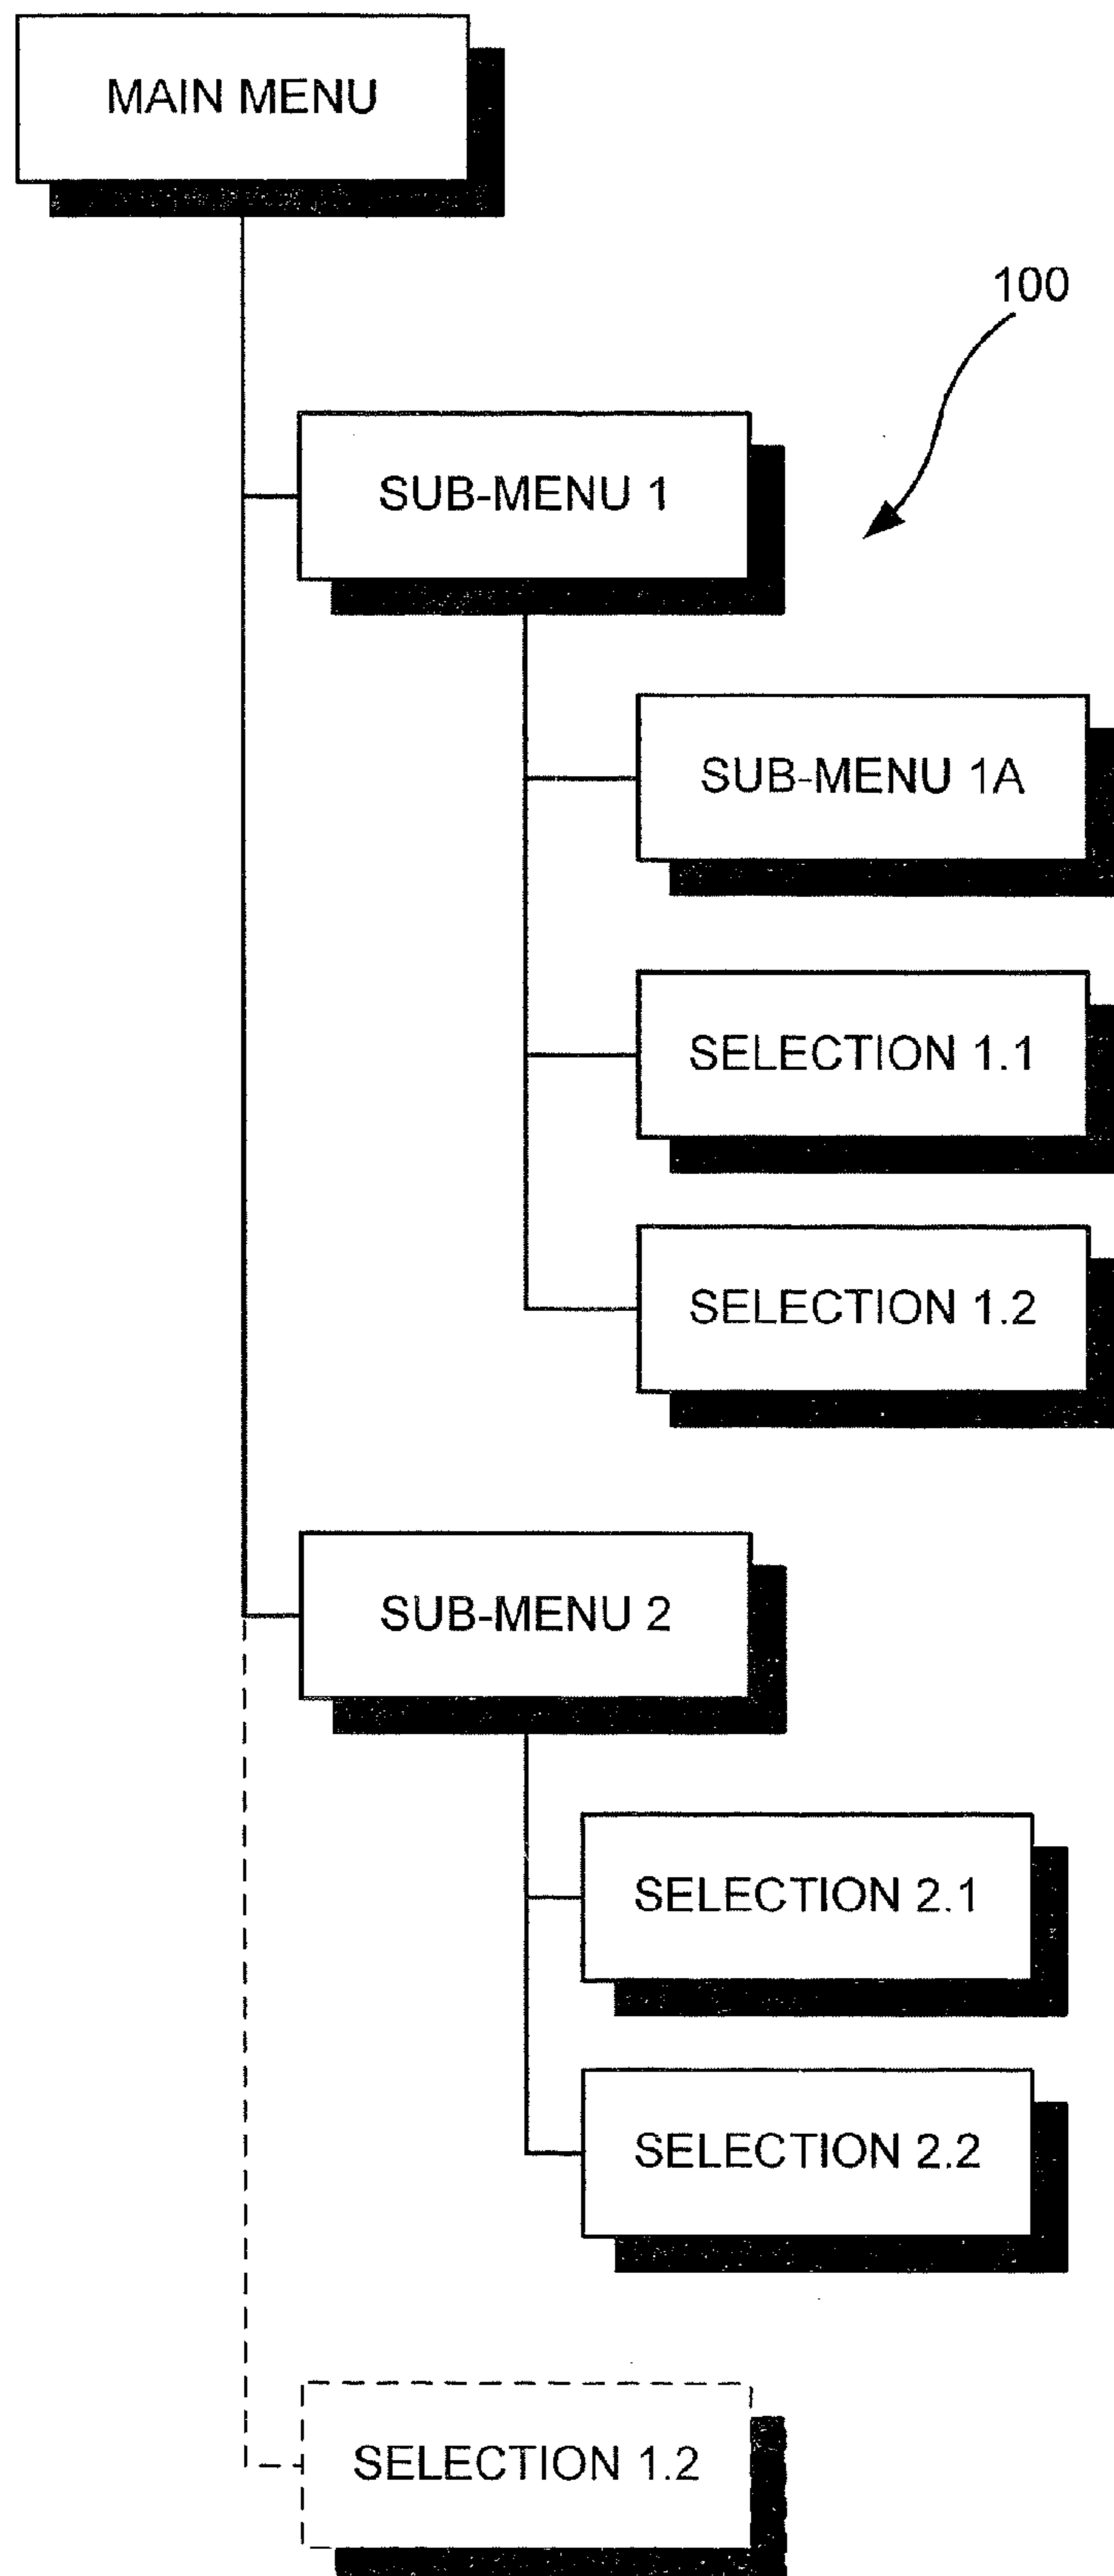 MAIN MENU
100
SUB-MENU 1
SUB-MENU 1A
SELECTION 1.1
SELECTION 1.2
SUB-MENU 2
SELECTION 2.1
SELECTION 2.2
SELECTION 1.2